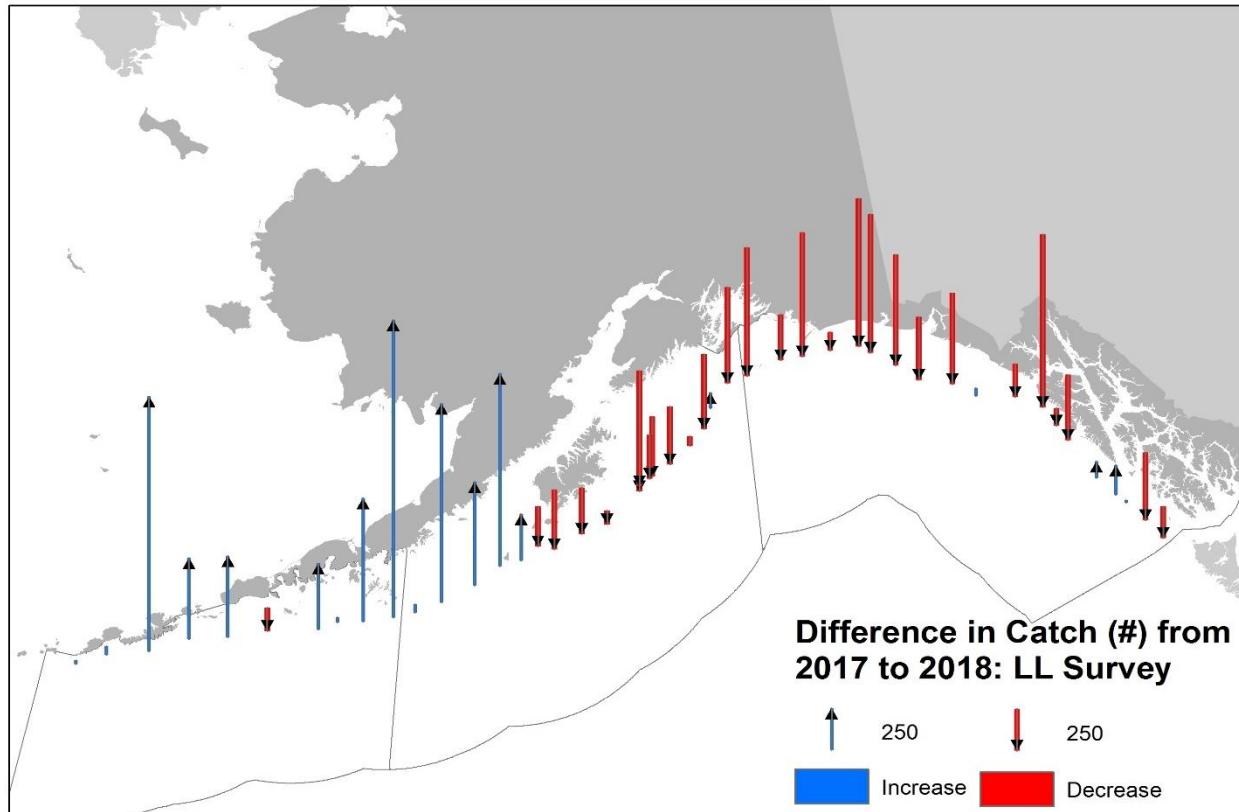 Difference in Catch (#) from
2017 to 2018: LL Survey
250 250
Increase Decrease